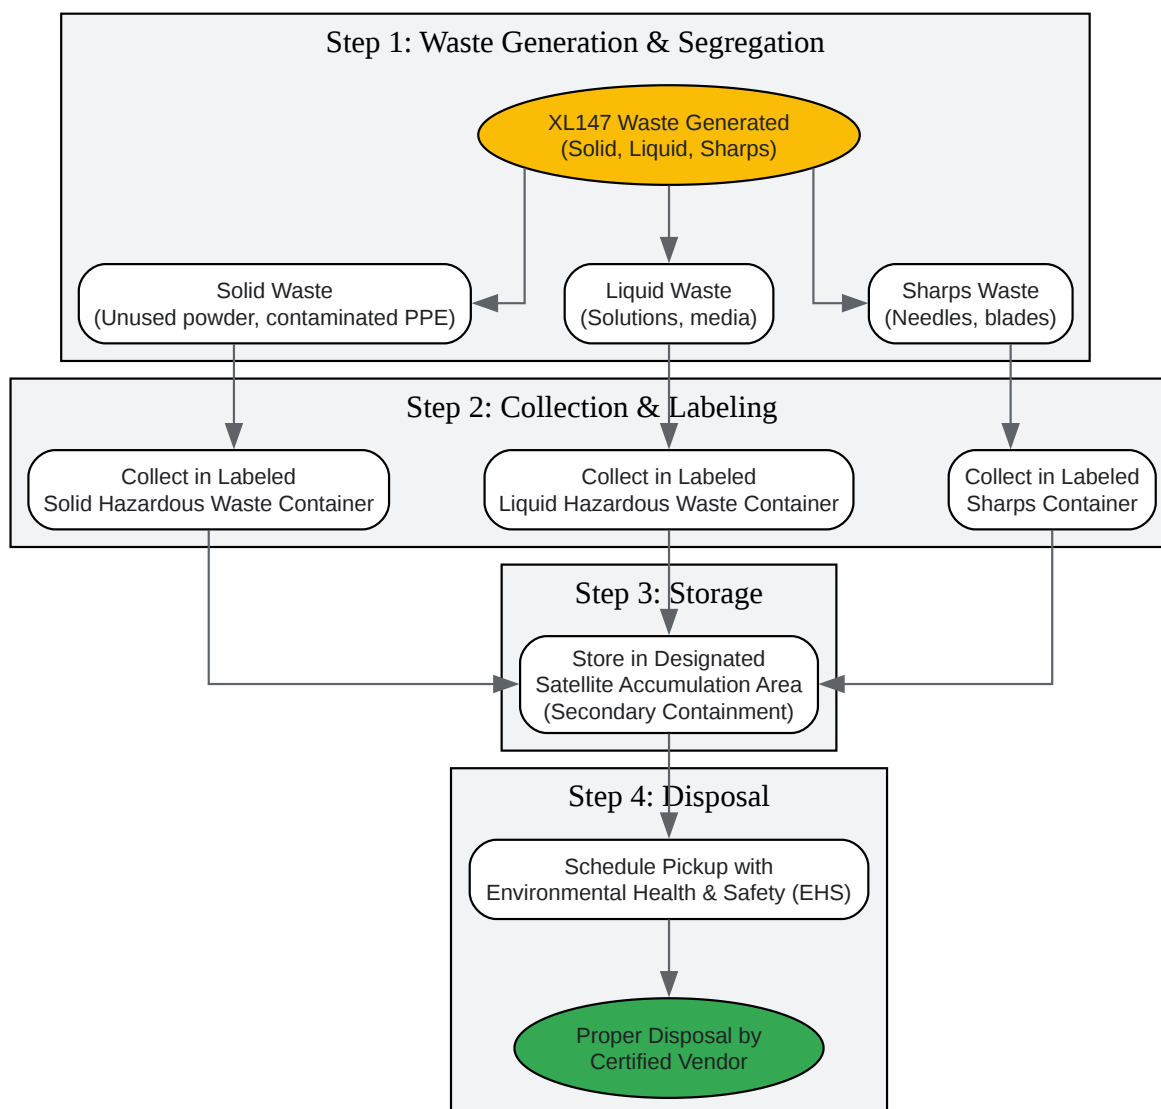 Step 1: Waste Generation & Segregation
XL147 Waste Generated
(Solid, Liquid, Sharps)
Solid Waste
(Unused powder, contaminated PPE)
Liquid Waste
(Solutions, media)
Sharps Waste
(Needles, blades)
Step 2: Collection & Labeling
Collect in Labeled
Solid Hazardous Waste Container
Collect in Labeled
Liquid Hazardous Waste Container
Collect in Labeled
Sharps Container
Step 3: Storage
Store in Designated
Satellite Accumulation Area
(Secondary Containment)
Step 4: Disposal
Schedule Pickup with
Environmental Health & Safety (EHS)
Proper Disposal by
Certified Vendor